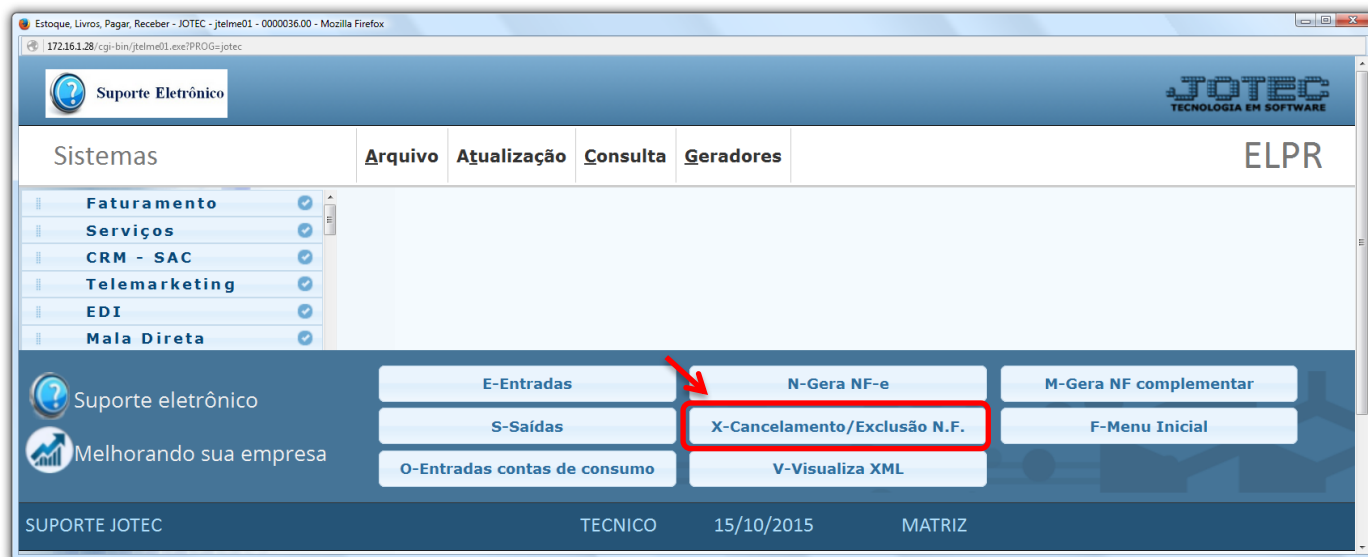 Estoque, Livros, Pagar, Receber - JOTEC - jtelme01 - 0000036.00 - Mozilla Firefox
172.16.1.28/cgi-bin/jtelme01.exe?PROG=jotec
Suporte Eletrônico
JOTEC
TECNOLOGIA EM SOFTWARE
Sistemas
Arquivo Atualização Consulta Geradores
ELPR
Faturamento
Serviços
CRM - SAC
Telemarketing
EDI
Mala Direta
Suporte eletrônico
Melhorando sua empresa
E-Entradas N-Gera NF-e M-Gera NF complementar
S-Saídas X-Cancelamento/Exclusão N.F. F-Menu Inicial
O-Entradas contas de consumo V-Visualiza XML
SUPORTE JOTEC TECNICO 15/10/2015 MATRIZ